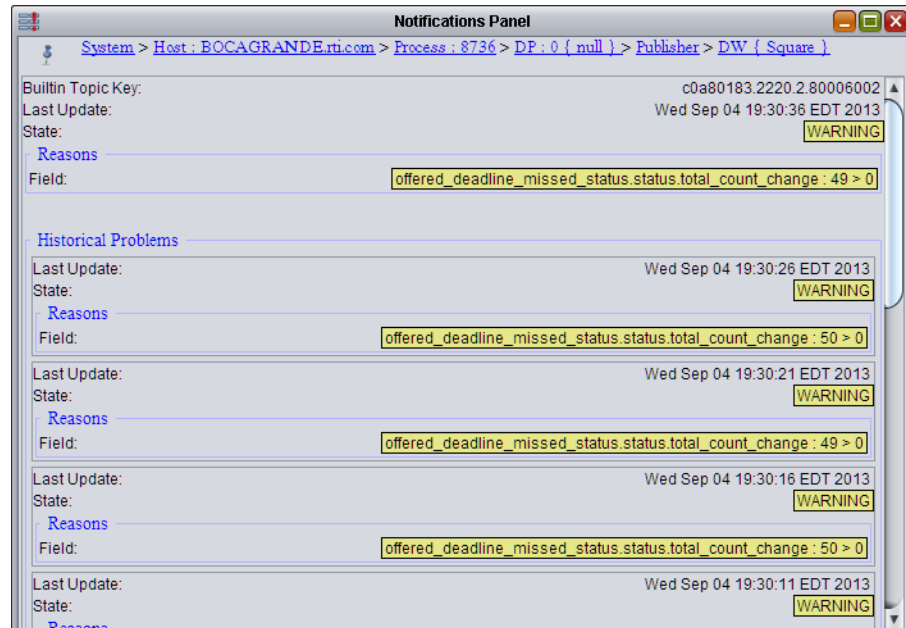 Notifications Panel
System > Host : BOCAGRANDE.rti.com > Process : 8736 > DP : 0 { null } > Publisher > DW { Square }
Builtin Topic Key: c0a80183.2220.2.80006002
Last Update: Wed Sep 04 19:30:36 EDT 2013
State: WARNING
Reasons
Field: offered_deadline_missed_status.status.total_count_change : 49 > 0
Historical Problems
Last Update: Wed Sep 04 19:30:26 EDT 2013
State: WARNING
Reasons
Field: offered_deadline_missed_status.status.total_count_change : 50 > 0
Last Update: Wed Sep 04 19:30:21 EDT 2013
State: WARNING
Reasons
Field: offered_deadline_missed_status.status.total_count_change : 49 > 0
Last Update: Wed Sep 04 19:30:16 EDT 2013
State: WARNING
Reasons
Field: offered_deadline_missed_status.status.total_count_change : 50 > 0
Last Update: Wed Sep 04 19:30:11 EDT 2013
State: WARNING
Reasons